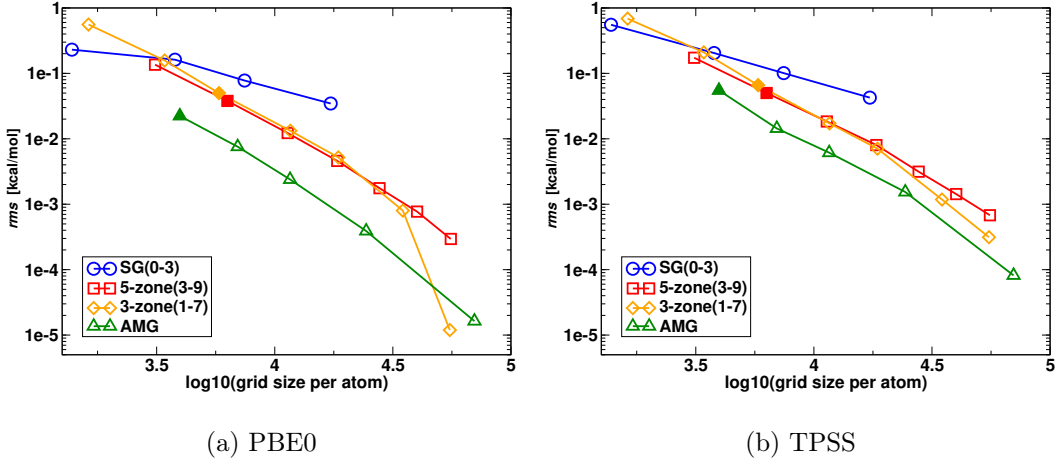 1
1e-1
1e-2
1e-3
1e-4
1e-5
rms [kcal/mol]
SG(0-3)
5-zone(3-9)
3-zone(1-7)
AMG
3.5 4 4.5 5
log10(grid size per atom)
(a) PBE0
1
1e-1
1e-2
1e-3
1e-4
1e-5
rms [kcal/mol]
SG(0-3)
5-zone(3-9)
3-zone(1-7)
AMG
3.5 4 4.5 5
log10(grid size per atom)
(b) TPSS